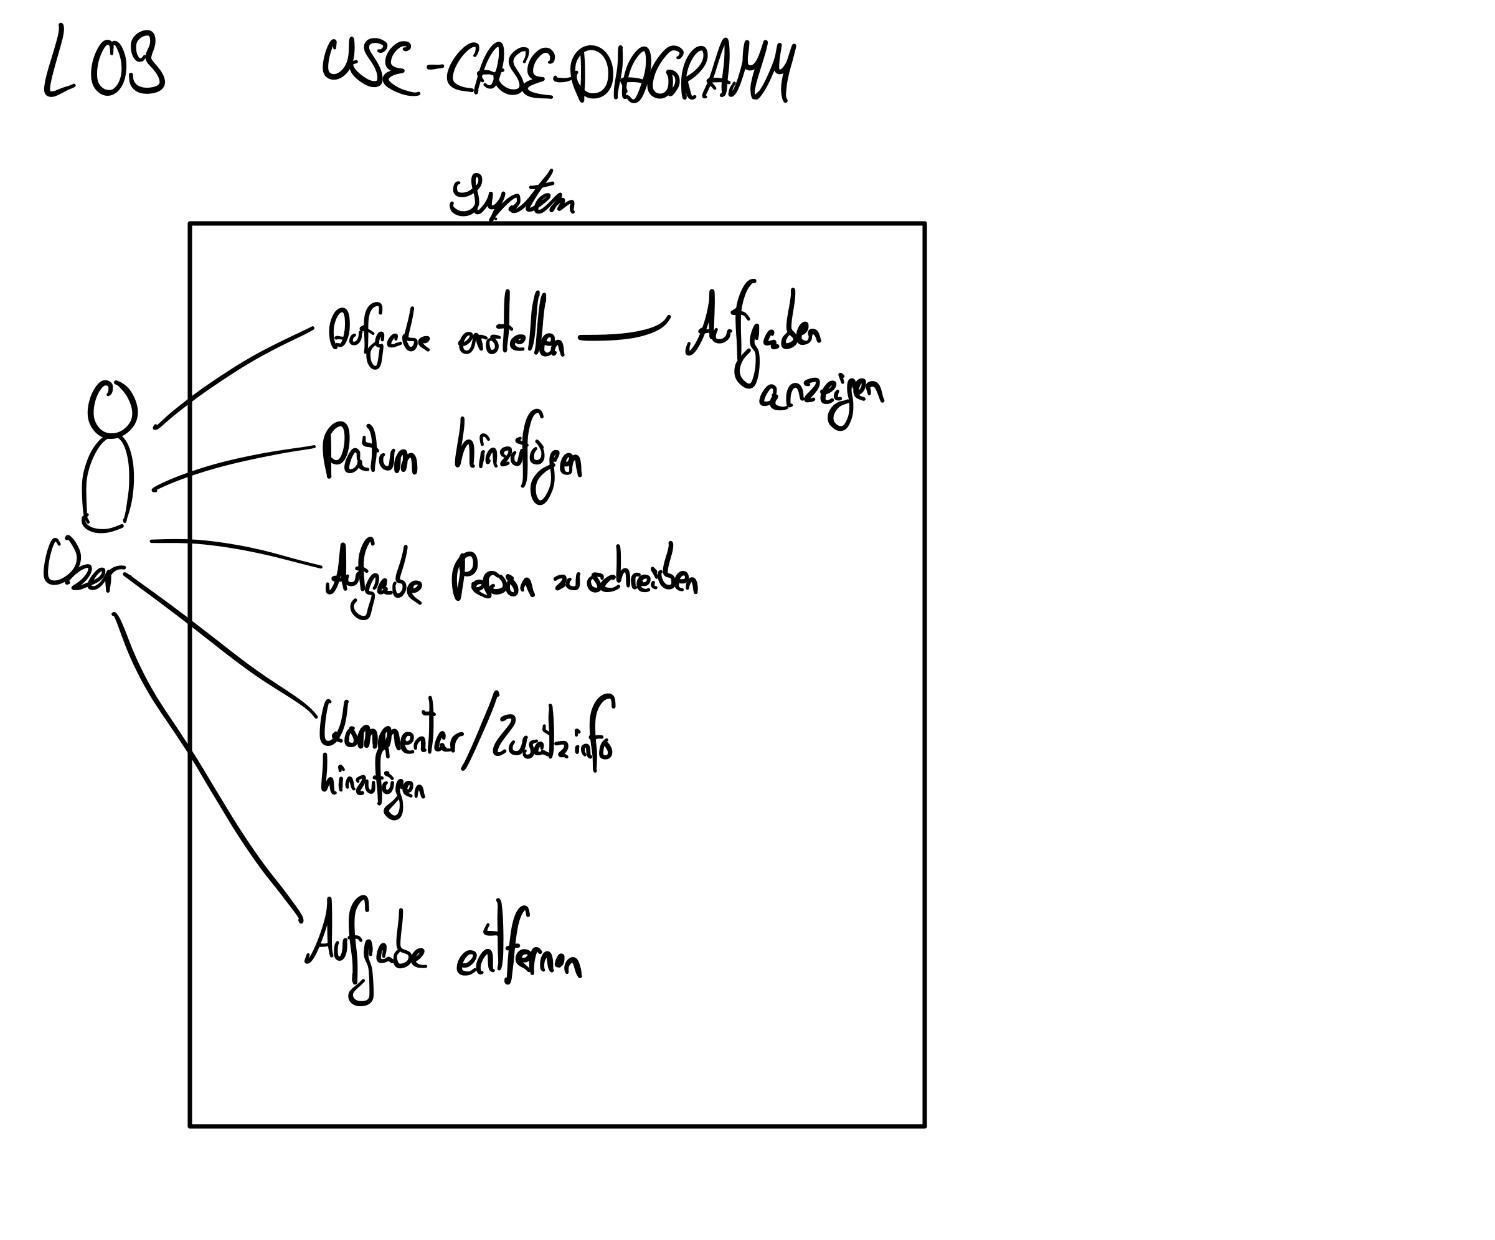 L08 USE-CASE-DIAGRAMM
System
Aufgabe erstellen
Aufgaben
anzeigen
Datum hinzufügen
Aufgabe Person zuschreiben
User
Kommentar/Zusatzinfo
hinzufügen
Aufgabe entfernen